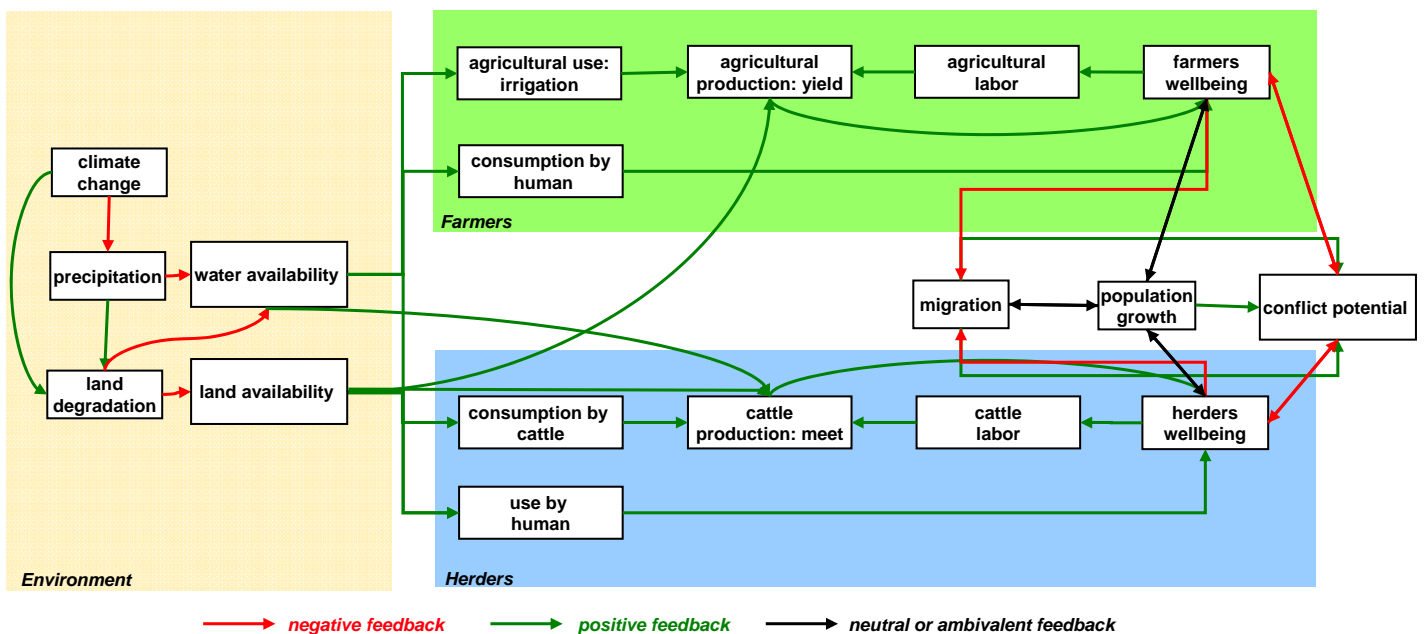 agricultural use:
irrigation
agricultural
production: yield
agricultural
labor
farmers
wellbeing
climate
change
consumption by
human
Farmers
precipitation
water availability
migration
population
growth
conflict potential
land
degradation
land availability
consumption by
cattle
cattle
production: meet
cattle
labor
herders
wellbeing
use by
human
Environment
Herders
negative feedback
positive feedback
neutral or ambivalent feedback